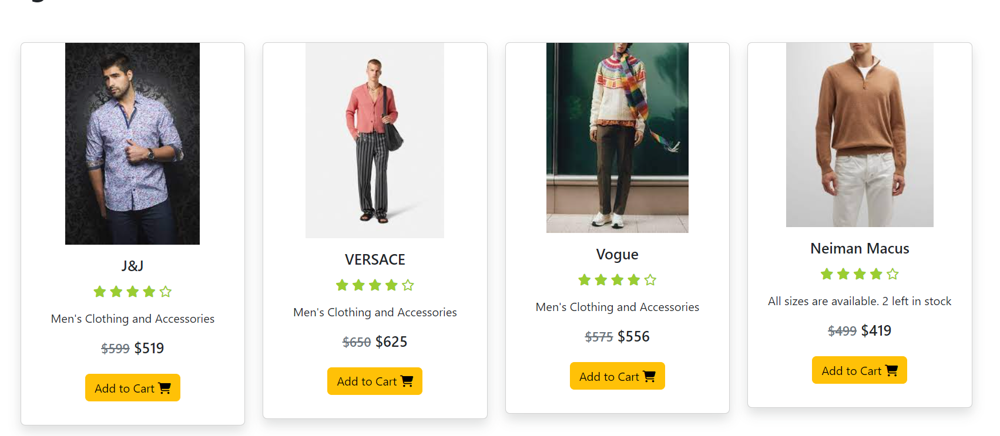 J&J
Men's Clothing and Accessories
$599 $519
Add to Cart
VERSACE
Men's Clothing and Accessories
$650 $625
Add to Cart
Vogue
Men's Clothing and Accessories
$575 $556
Add to Cart
Neiman Macus
All sizes are available. 2 left in stock
$499 $419
Add to Cart